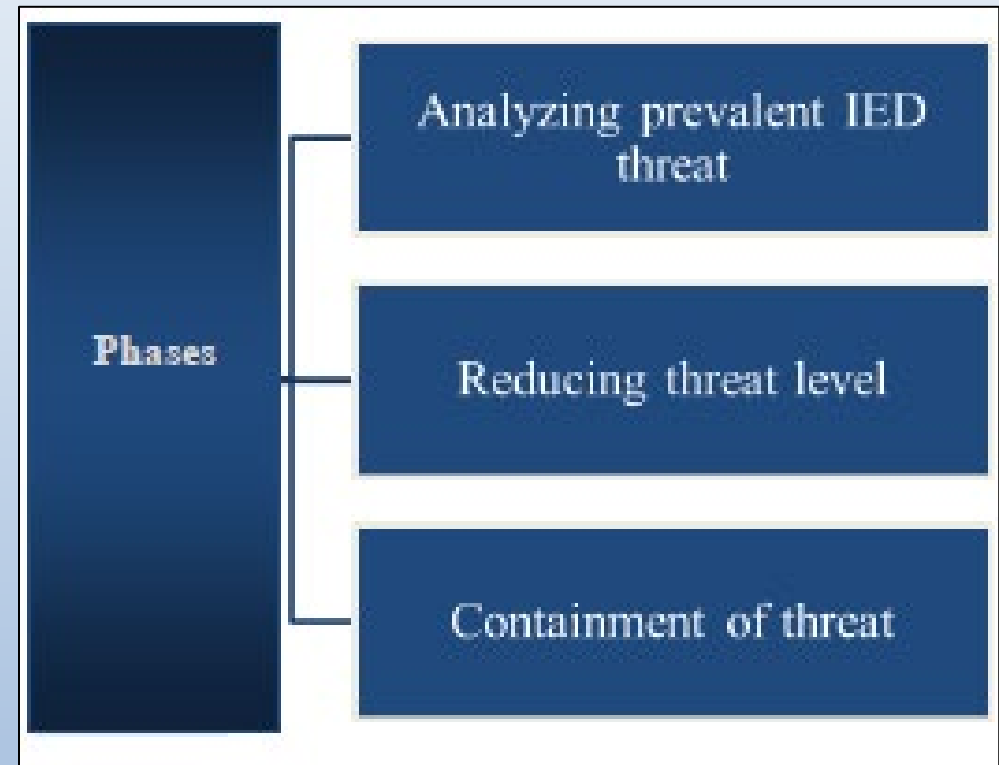 Phases
Analyzing prevalent IED
threat
Reducing threat level
Containment of threat